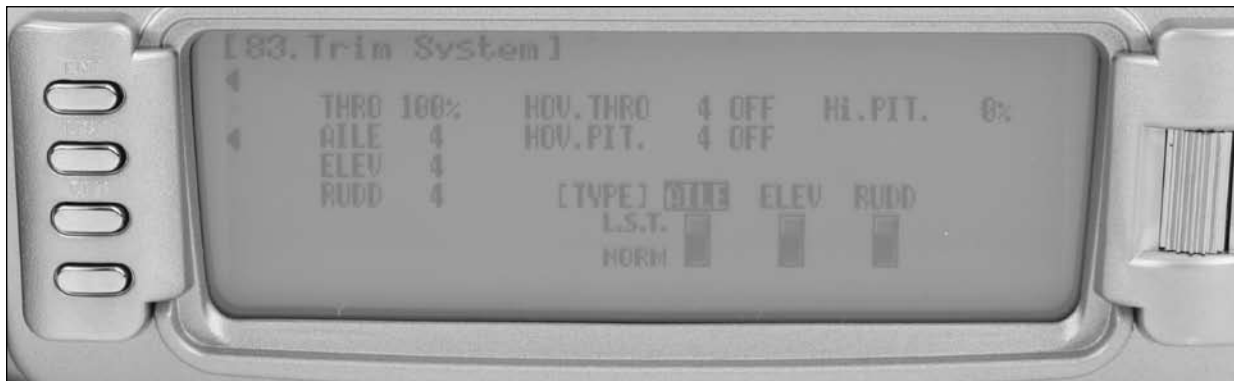 [83.Trim System]
THRO 100% HOV.THRO 4 OFF Hi.PIT. 0%
AILE 4 HOV.PIT. 4 OFF
ELEV 4
RUDD 4 [TYPE] AILE ELEV RUDD
L.S.T.
NORM